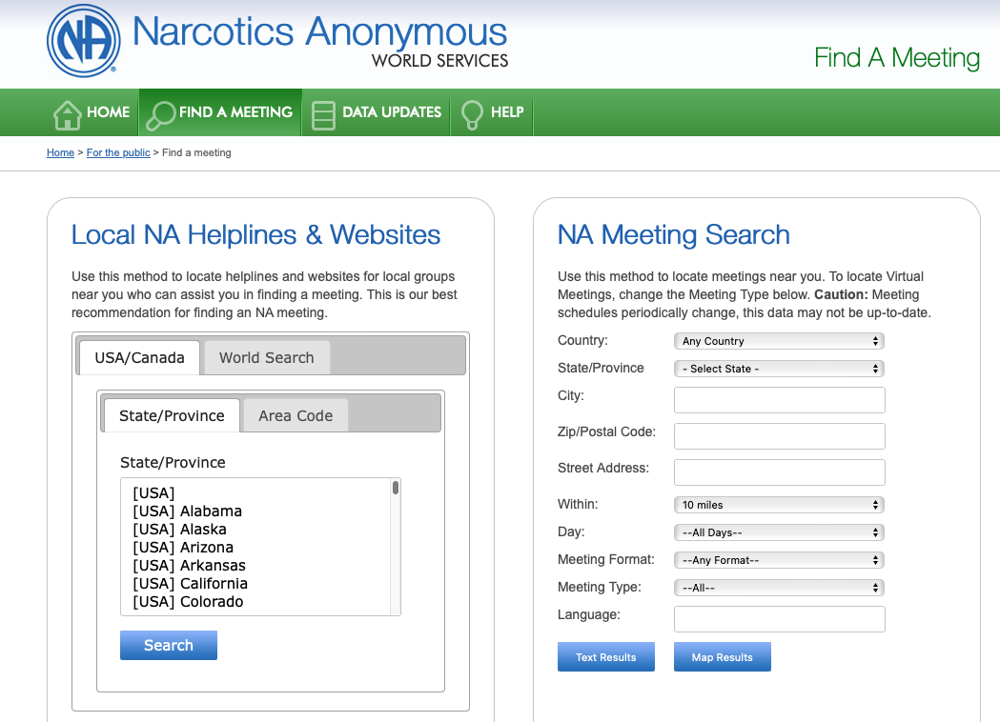 NA
Narcotics Anonymous
WORLD SERVICES
Find A Meeting
HOME
FIND A MEETING
DATA UPDATES
HELP
Home > For the public > Find a meeting
Local NA Helplines & Websites
Use this method to locate helplines and websites for local groups
near you who can assist you in finding a meeting. This is our best
recommendation for finding an NA meeting.
USA/Canada
World Search
State/Province
Area Code
State/Province
[USA]
[USA] Alabama
[USA] Alaska
[USA] Arizona
[USA] Arkansas
[USA] California
[USA] Colorado
Search
NA Meeting Search
Use this method to locate meetings near you. To locate Virtual
Meetings, change the Meeting Type below. Caution: Meeting
schedules periodically change, this data may not be up-to-date.
Country: Any Country
State/Province - Select State -
City:
Zip/Postal Code:
Street Address:
Within: 10 miles
Day: --All Days--
Meeting Format: --Any Format--
Meeting Type: --All--
Language:
Text Results
Map Results